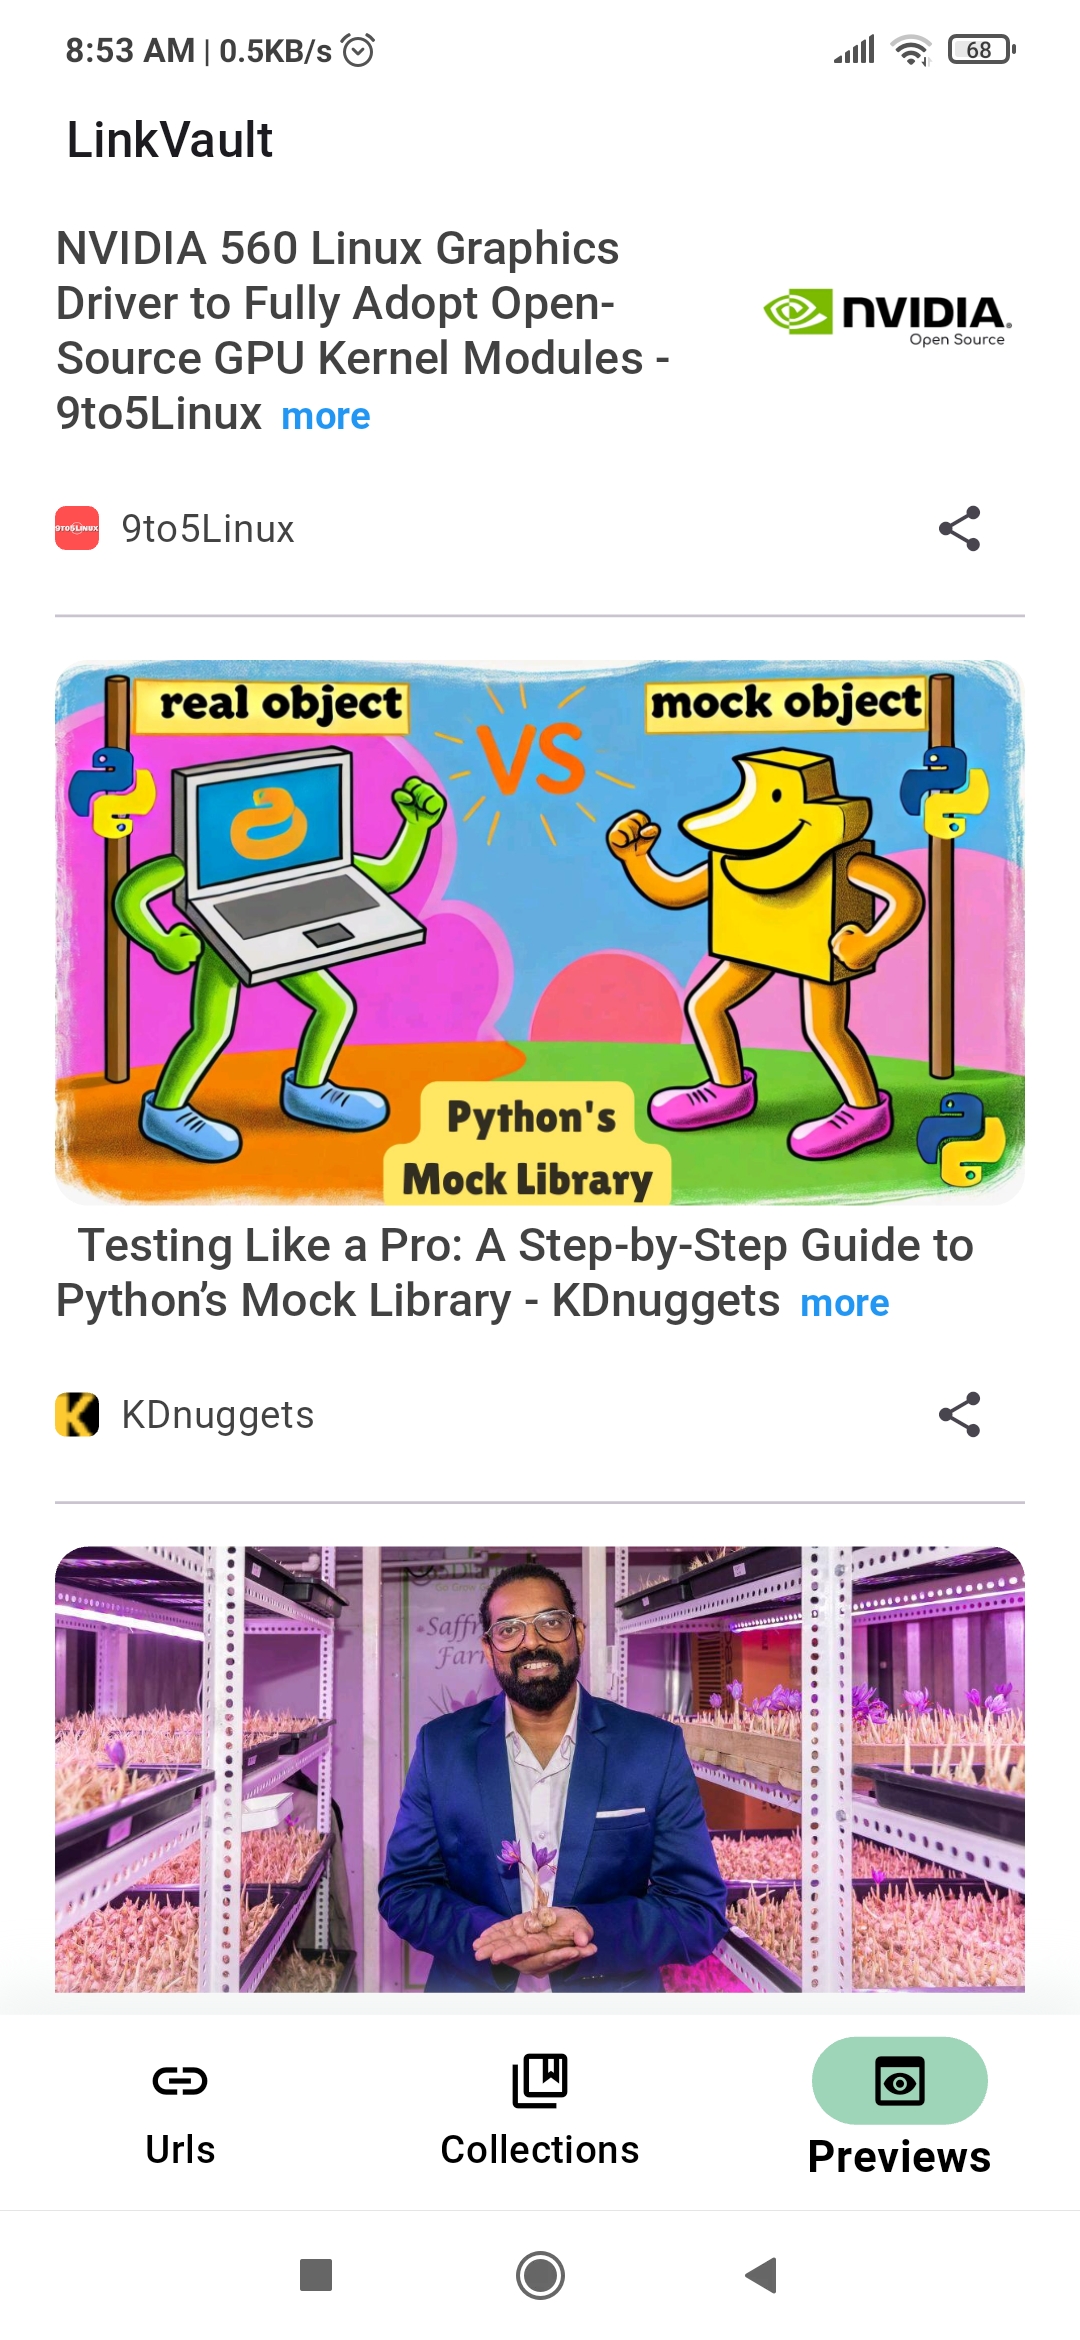 8:53 AM | 0.5KB/s
68
LinkVault
NVIDIA 560 Linux Graphics
Driver to Fully Adopt Open-
Source GPU Kernel Modules -
9to5Linux more
NVIDIA.
Open Source
9TO5LINUX
9to5Linux
real object
VS
mock object
Python's
Mock Library
Testing Like a Pro: A Step-by-Step Guide to
Python’s Mock Library - KDnuggets more
K
KDnuggets
Urls
Collections
Previews